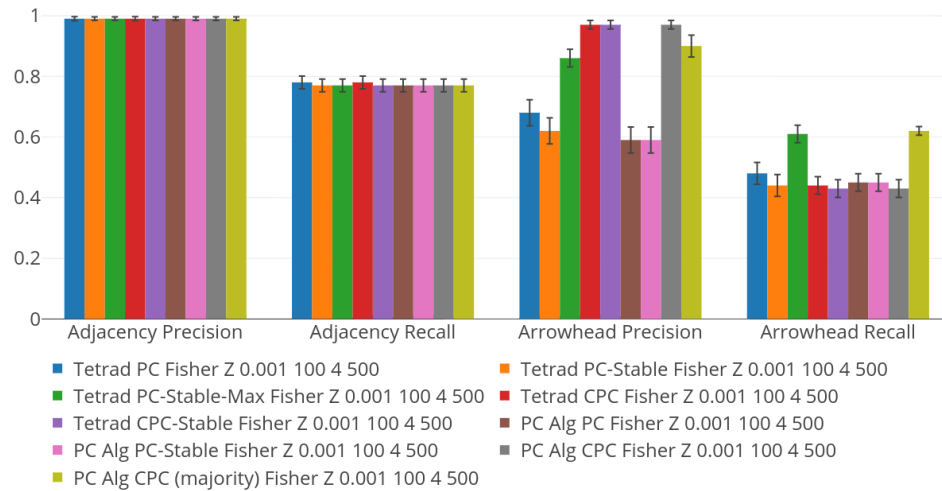 1
0.8
0.6
0.4
0.2
0
Adjacency Precision Adjacency Recall Arrowhead Precision Arrowhead Recall
Tetrad PC Fisher Z 0.001 100 4 500 Tetrad PC-Stable Fisher Z 0.001 100 4 500
Tetrad PC-Stable-Max Fisher Z 0.001 100 4 500 Tetrad CPC Fisher Z 0.001 100 4 500
Tetrad CPC-Stable Fisher Z 0.001 100 4 500 PC Alg PC Fisher Z 0.001 100 4 500
PC Alg PC-Stable Fisher Z 0.001 100 4 500 PC Alg CPC Fisher Z 0.001 100 4 500
PC Alg CPC (majority) Fisher Z 0.001 100 4 500